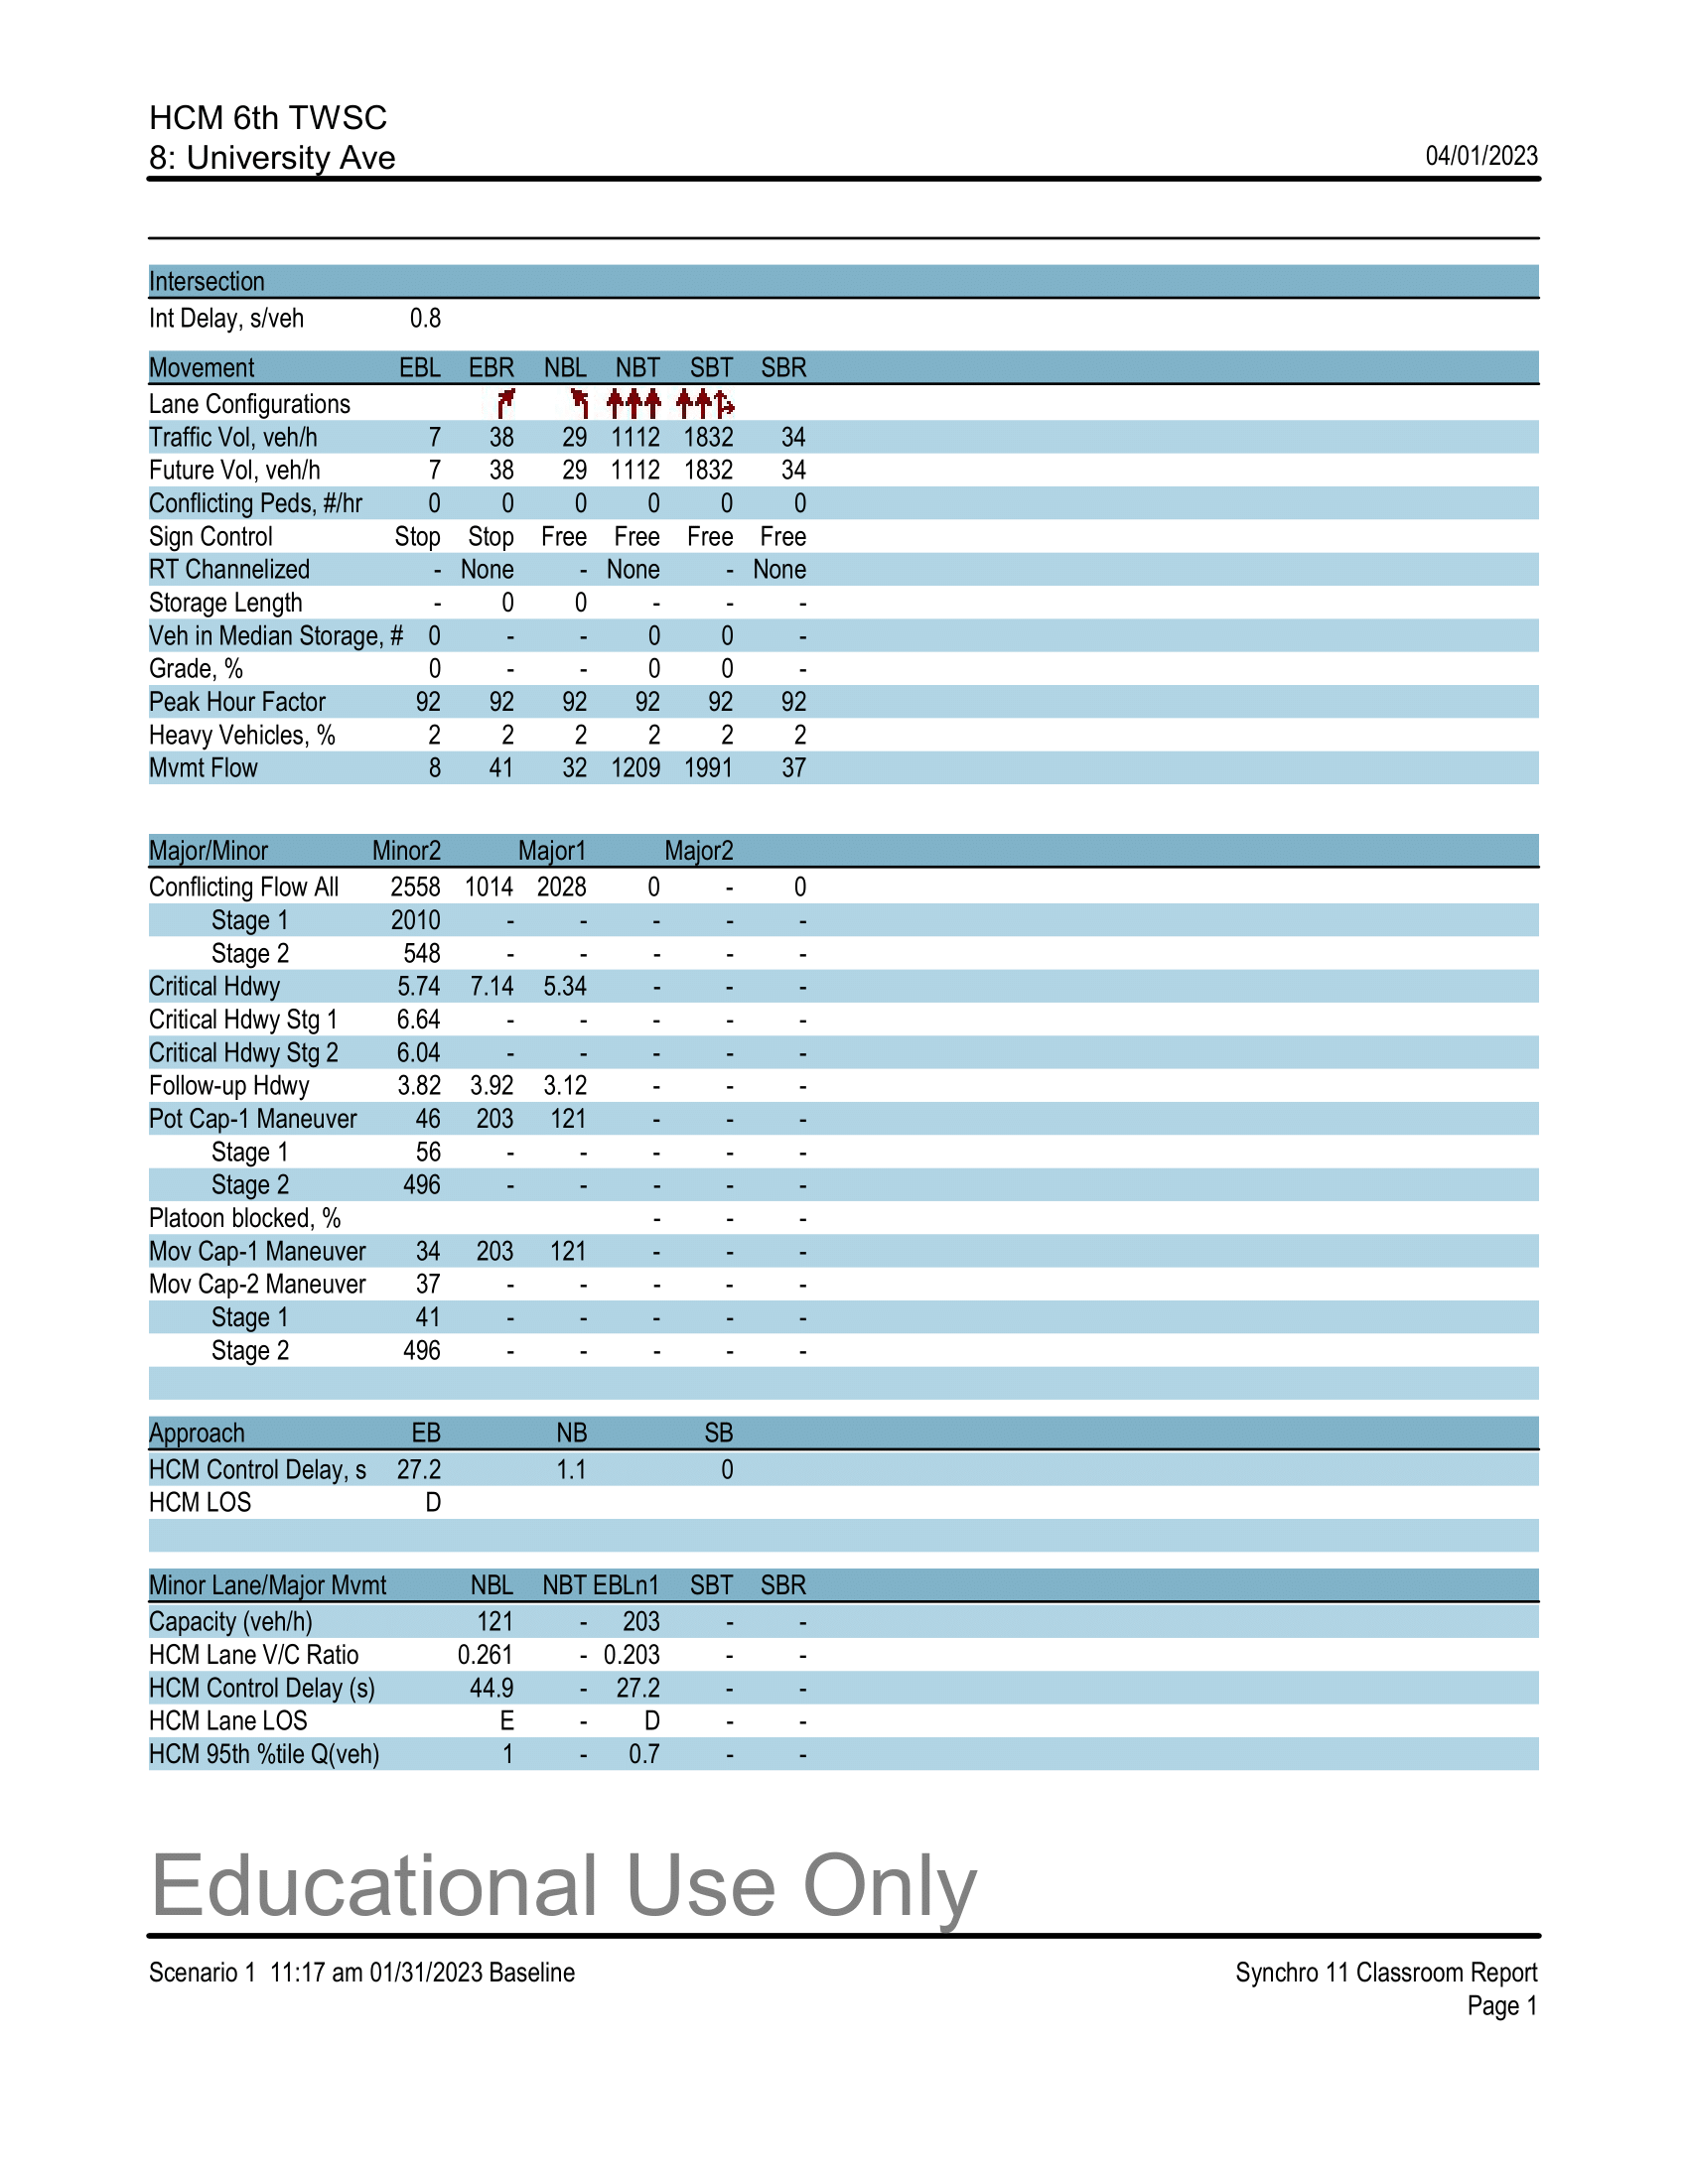 HCM 6th TWSC
8: University Ave 04/01/2023
Intersection
Int Delay, s/veh 0.8
Movement EBL EBR NBL NBT SBT SBR
Lane Configurations
Traffic Vol, veh/h 7 38 29 1112 1832 34
Future Vol, veh/h 7 38 29 1112 1832 34
Conflicting Peds, #/hr 0 0 0 0 0 0
Sign Control Stop Stop Free Free Free Free
RT Channelized - None - None - None
Storage Length - 0 0 - - -
Veh in Median Storage, # 0 - - 0 0 -
Grade, % 0 - - 0 0 -
Peak Hour Factor 92 92 92 92 92 92
Heavy Vehicles, % 2 2 2 2 2 2
Mvmt Flow 8 41 32 1209 1991 37
Major/Minor Minor2 Major1 Major2
Conflicting Flow All 2558 1014 2028 0 - 0
Stage 1 2010 - - - - -
Stage 2 548 - - - - -
Critical Hdwy 5.74 7.14 5.34 - - -
Critical Hdwy Stg 1 6.64 - - - - -
Critical Hdwy Stg 2 6.04 - - - - -
Follow-up Hdwy 3.82 3.92 3.12 - - -
Pot Cap-1 Maneuver 46 203 121 - - -
Stage 1 56 - - - - -
Stage 2 496 - - - - -
Platoon blocked, % - - -
Mov Cap-1 Maneuver 34 203 121 - - -
Mov Cap-2 Maneuver 37 - - - - -
Stage 1 41 - - - - -
Stage 2 496 - - - - -
Approach EB NB SB
HCM Control Delay, s 27.2 1.1 0
HCM LOS D
Minor Lane/Major Mvmt NBL NBT EBLn1 SBT SBR
Capacity (veh/h) 121 - 203 - -
HCM Lane V/C Ratio 0.261 - 0.203 - -
HCM Control Delay (s) 44.9 - 27.2 - -
HCM Lane LOS E - D - -
HCM 95th %tile Q(veh) 1 - 0.7 - -
Educational Use Only
Scenario 1 11:17 am 01/31/2023 Baseline Synchro 11 Classroom Report
Page 1